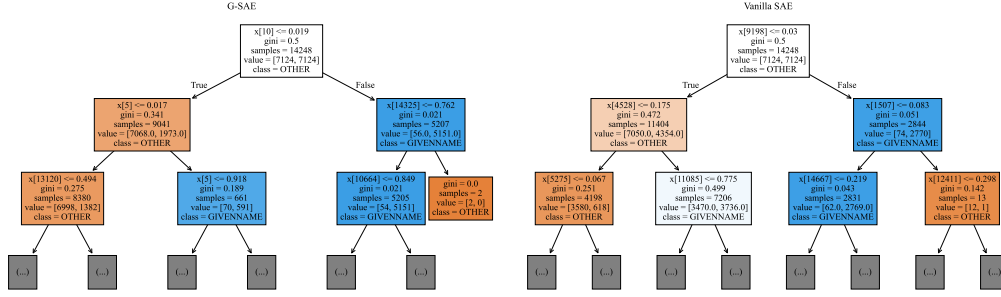 G-SAE
x[10] <= 0.019
gini = 0.5
samples = 14248
value = [7124, 7124]
class = OTHER
True
False
x[5] <= 0.017
gini = 0.341
samples = 9041
value = [7068.0, 1973.0]
class = OTHER
x[14325] <= 0.762
gini = 0.021
samples = 5207
value = [56.0, 5151.0]
class = GIVENNAME
x[13120] <= 0.494
gini = 0.275
samples = 8380
value = [6998, 1382]
class = OTHER
x[5] <= 0.918
gini = 0.189
samples = 661
value = [70, 591]
class = GIVENNAME
x[10664] <= 0.849
gini = 0.021
samples = 5205
value = [54, 5151]
class = GIVENNAME
gini = 0.0
samples = 2
value = [2, 0]
class = OTHER
(...)
(...)
(...)
(...)
(...)
(...)
Vanilla SAE
x[9198] <= 0.03
gini = 0.5
samples = 14248
value = [7124, 7124]
class = OTHER
True
False
x[4528] <= 0.175
gini = 0.472
samples = 11404
value = [7050.0, 4354.0]
class = OTHER
x[1507] <= 0.083
gini = 0.051
samples = 2844
value = [74, 2770]
class = GIVENNAME
x[5275] <= 0.067
gini = 0.251
samples = 4198
value = [3580, 618]
class = OTHER
x[11085] <= 0.775
gini = 0.499
samples = 7206
value = [3470.0, 3736.0]
class = GIVENNAME
x[14667] <= 0.219
gini = 0.043
samples = 2831
value = [62.0, 2769.0]
class = GIVENNAME
x[12411] <= 0.298
gini = 0.142
samples = 13
value = [12, 1]
class = OTHER
(...)
(...)
(...)
(...)
(...)
(...)
(...)
(...)